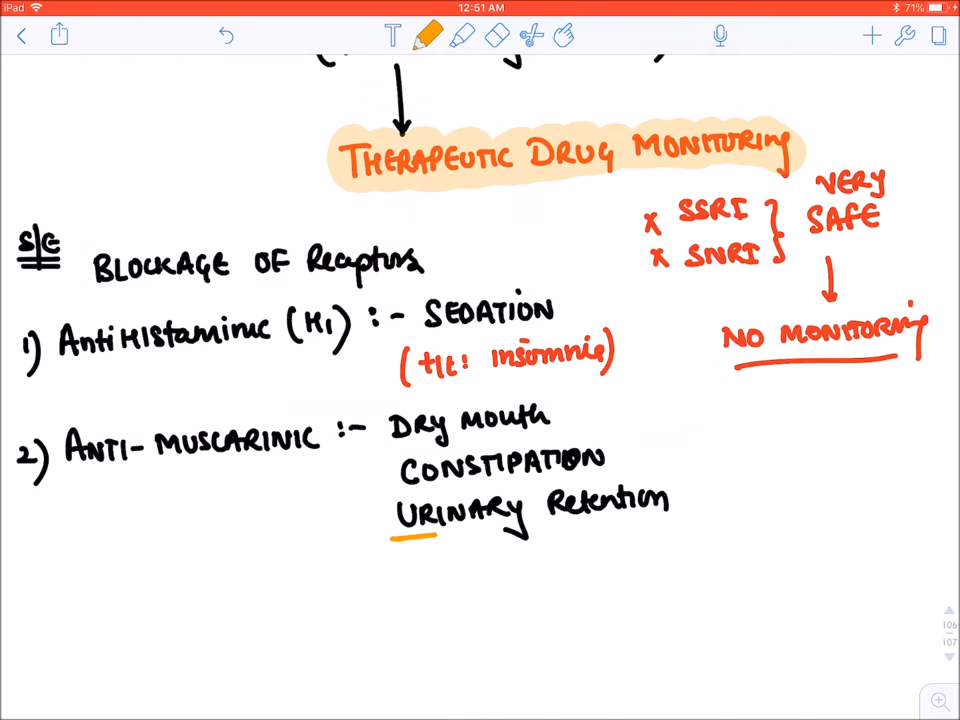 iPad
12:51 AM
71%
T
THERAPEUTIC DRUG MONITORING
x SSRI
x SNRI
VERY
SAFE
NO MONITORING
S/E
BLOCKAGE OF Receptors
1) AntiHistaminic (H1) :- SEDATION
(t/t: Insomnia)
2) ANTI-MUSCARINIC :- DRY MOUTH
CONSTIPATION
URINARY Retention
106
107